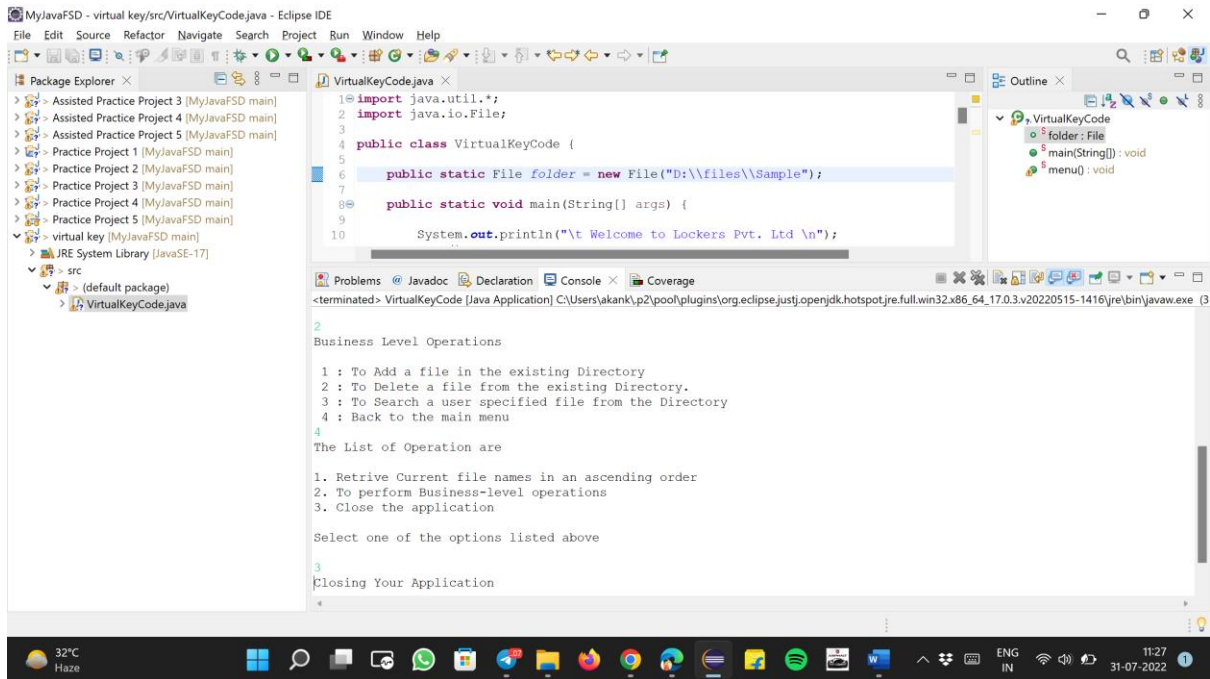 MyJavaFSD - virtual key/src/VirtualKeyCode.java - Eclipse IDE
File Edit Source Refactor Navigate Search Project Run Window Help
Package Explorer
> Assisted Practice Project 3 [MyJavaFSD main]
> Assisted Practice Project 4 [MyJavaFSD main]
> Assisted Practice Project 5 [MyJavaFSD main]
> Practice Project 1 [MyJavaFSD main]
> Practice Project 2 [MyJavaFSD main]
> Practice Project 3 [MyJavaFSD main]
> Practice Project 4 [MyJavaFSD main]
> Practice Project 5 [MyJavaFSD main]
> virtual key [MyJavaFSD main]
JRE System Library [JavaSE-17]
> src
> (default package)
VirtualKeyCode.java
VirtualKeyCode.java
1 import java.util.*;
2 import java.io.File;
3
4 public class VirtualKeyCode {
5
6 public static File folder = new File("D:\\files\\Sample");
7
8 public static void main(String[] args) {
9
10 System.out.println("\t Welcome to Lockers Pvt. Ltd \n");
Outline
VirtualKeyCode
folder : File
main(String[]) : void
menu() : void
Problems @ Javadoc Declaration Console Coverage
<terminated> VirtualKeyCode [Java Application] C:\Users\akank\.p2\pool\plugins\org.eclipse.justj.openjdk.hotspot.jre.full.win32.x86_64_17.0.3.v20220515-1416\jre\bin\javaw.exe (3
2
Business Level Operations
1 : To Add a file in the existing Directory
2 : To Delete a file from the existing Directory.
3 : To Search a user specified file from the Directory
4 : Back to the main menu
4
The List of Operation are
1. Retrive Current file names in an ascending order
2. To perform Business-level operations
3. Close the application
Select one of the options listed above
3
Closing Your Application
32°C
Haze
ENG
IN
11:27
31-07-2022
1